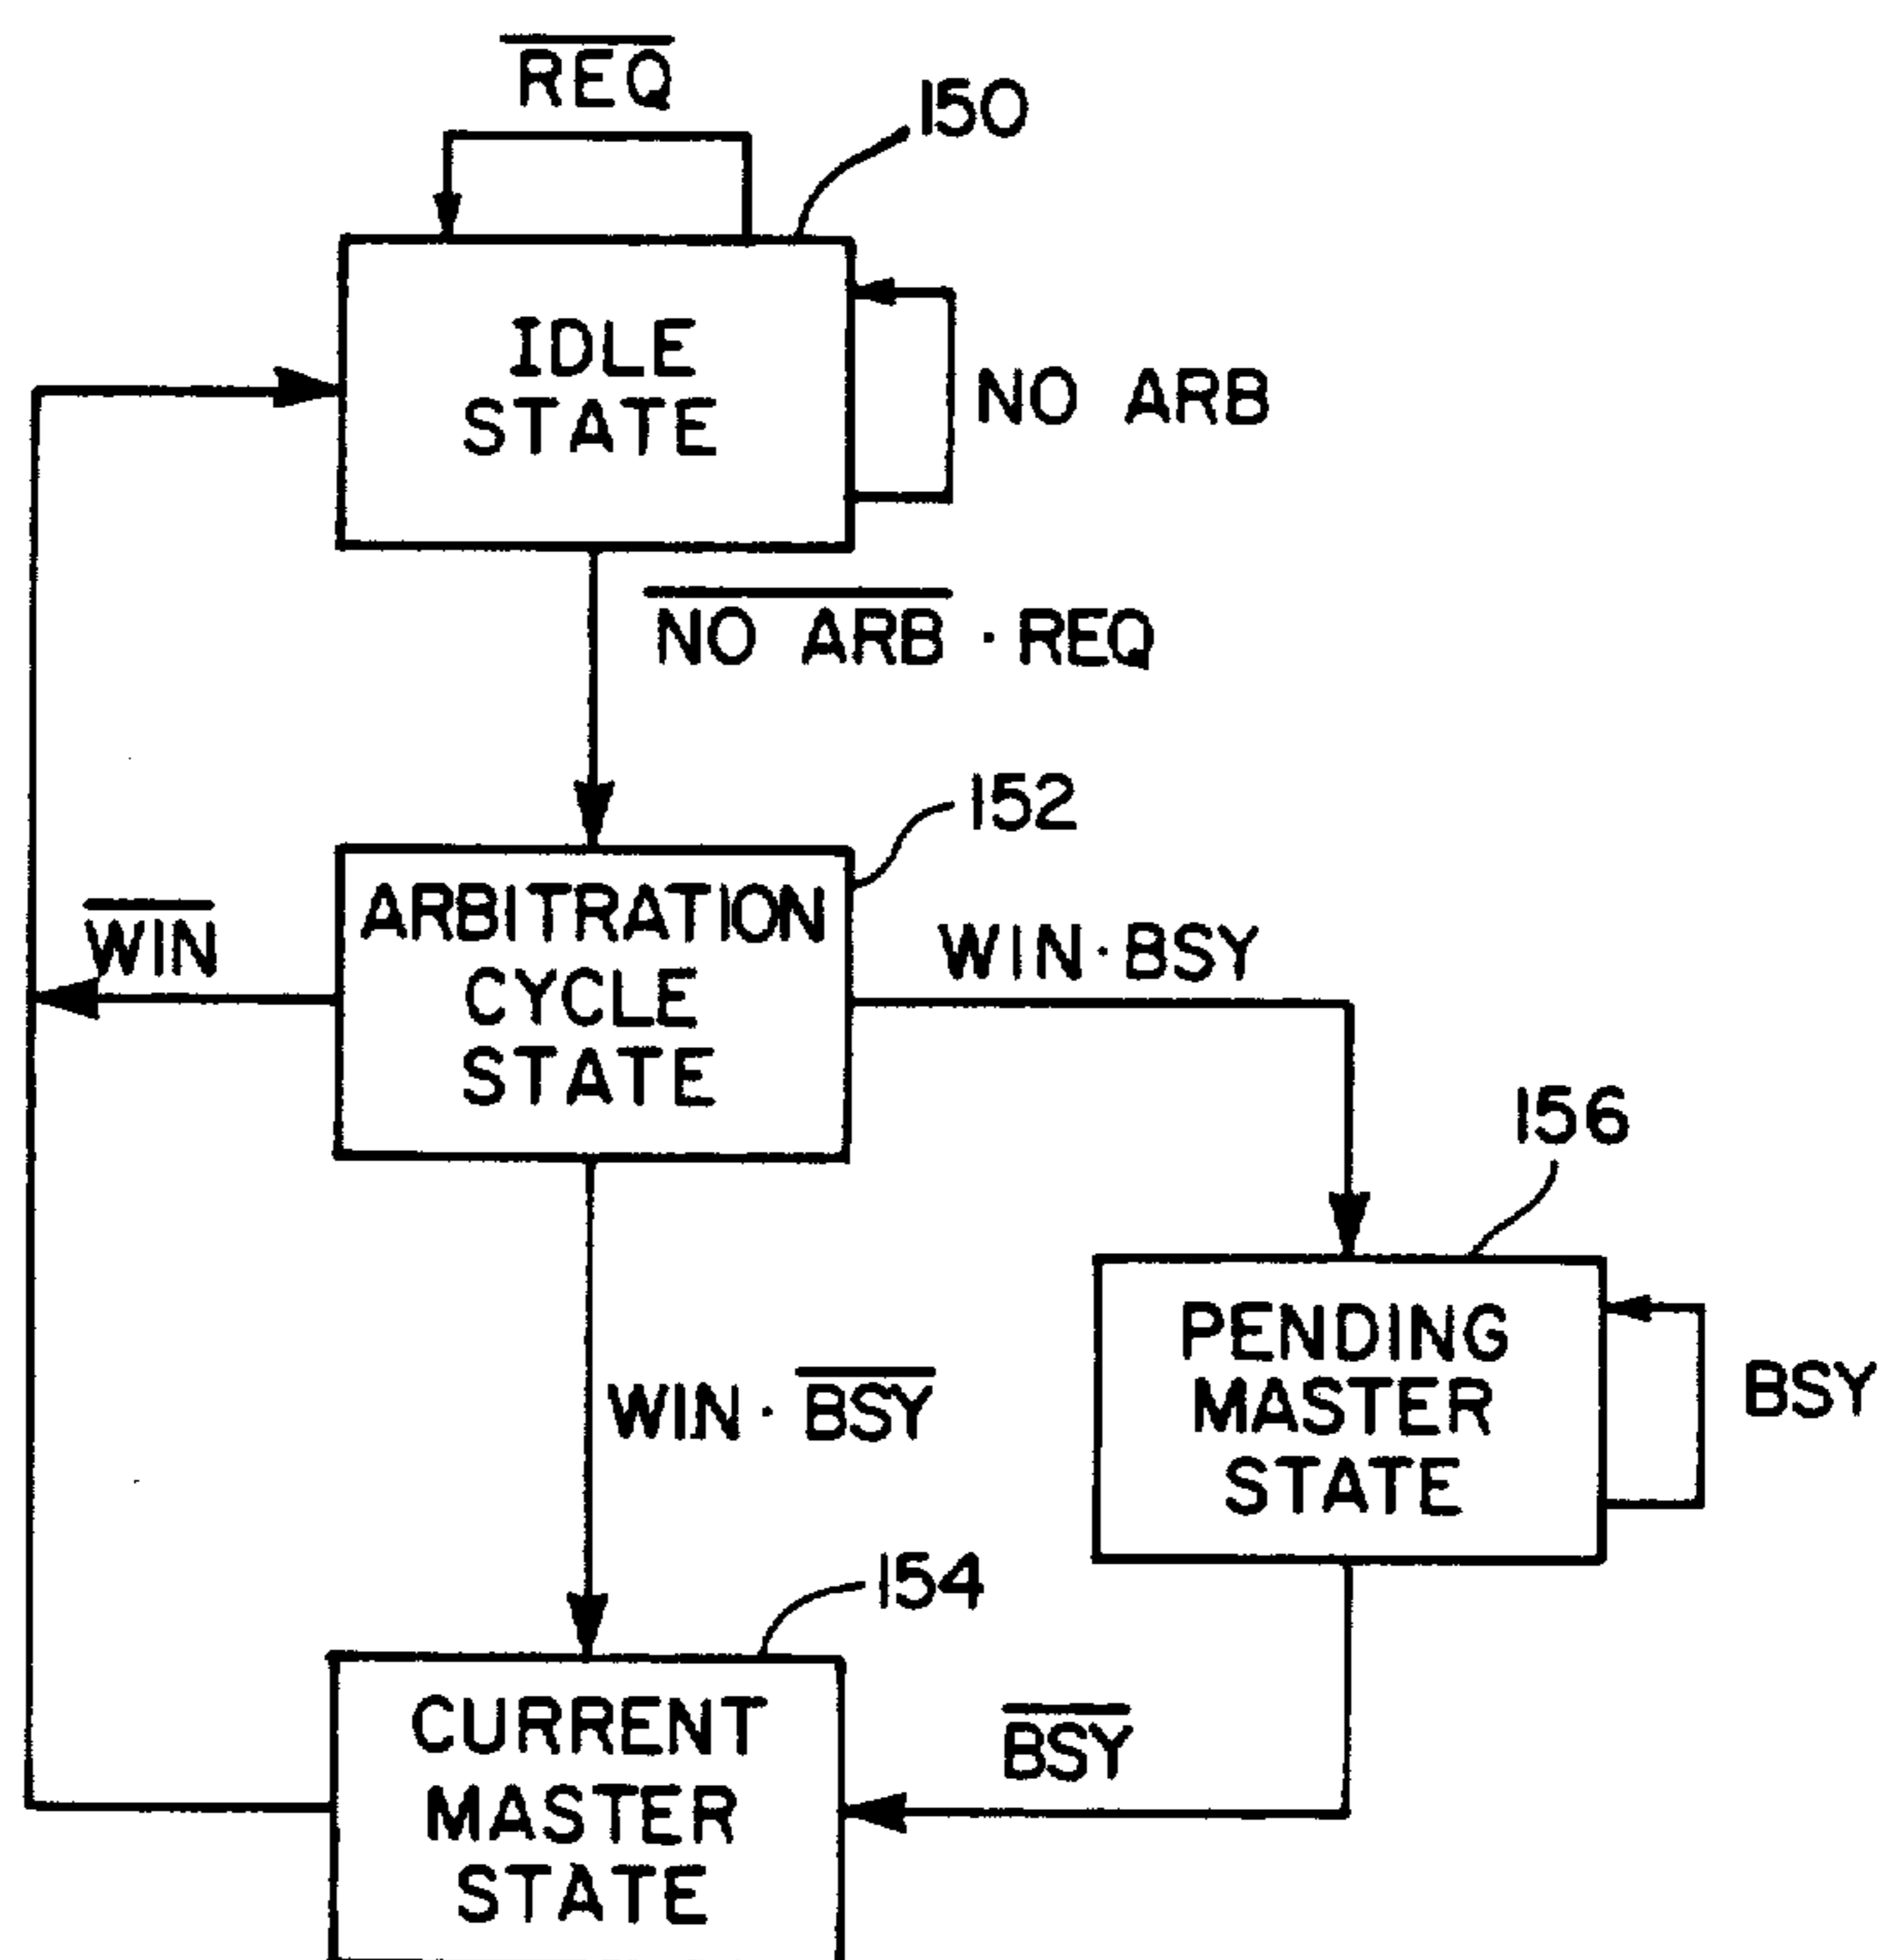 REQ
150
IDLE
STATE
NO ARB
NO ARB · REQ
152
ARBITRATION
CYCLE
STATE
WIN
WIN · BSY
156
PENDING
MASTER
STATE
BSY
WIN · BSY
154
CURRENT
MASTER
STATE
BSY